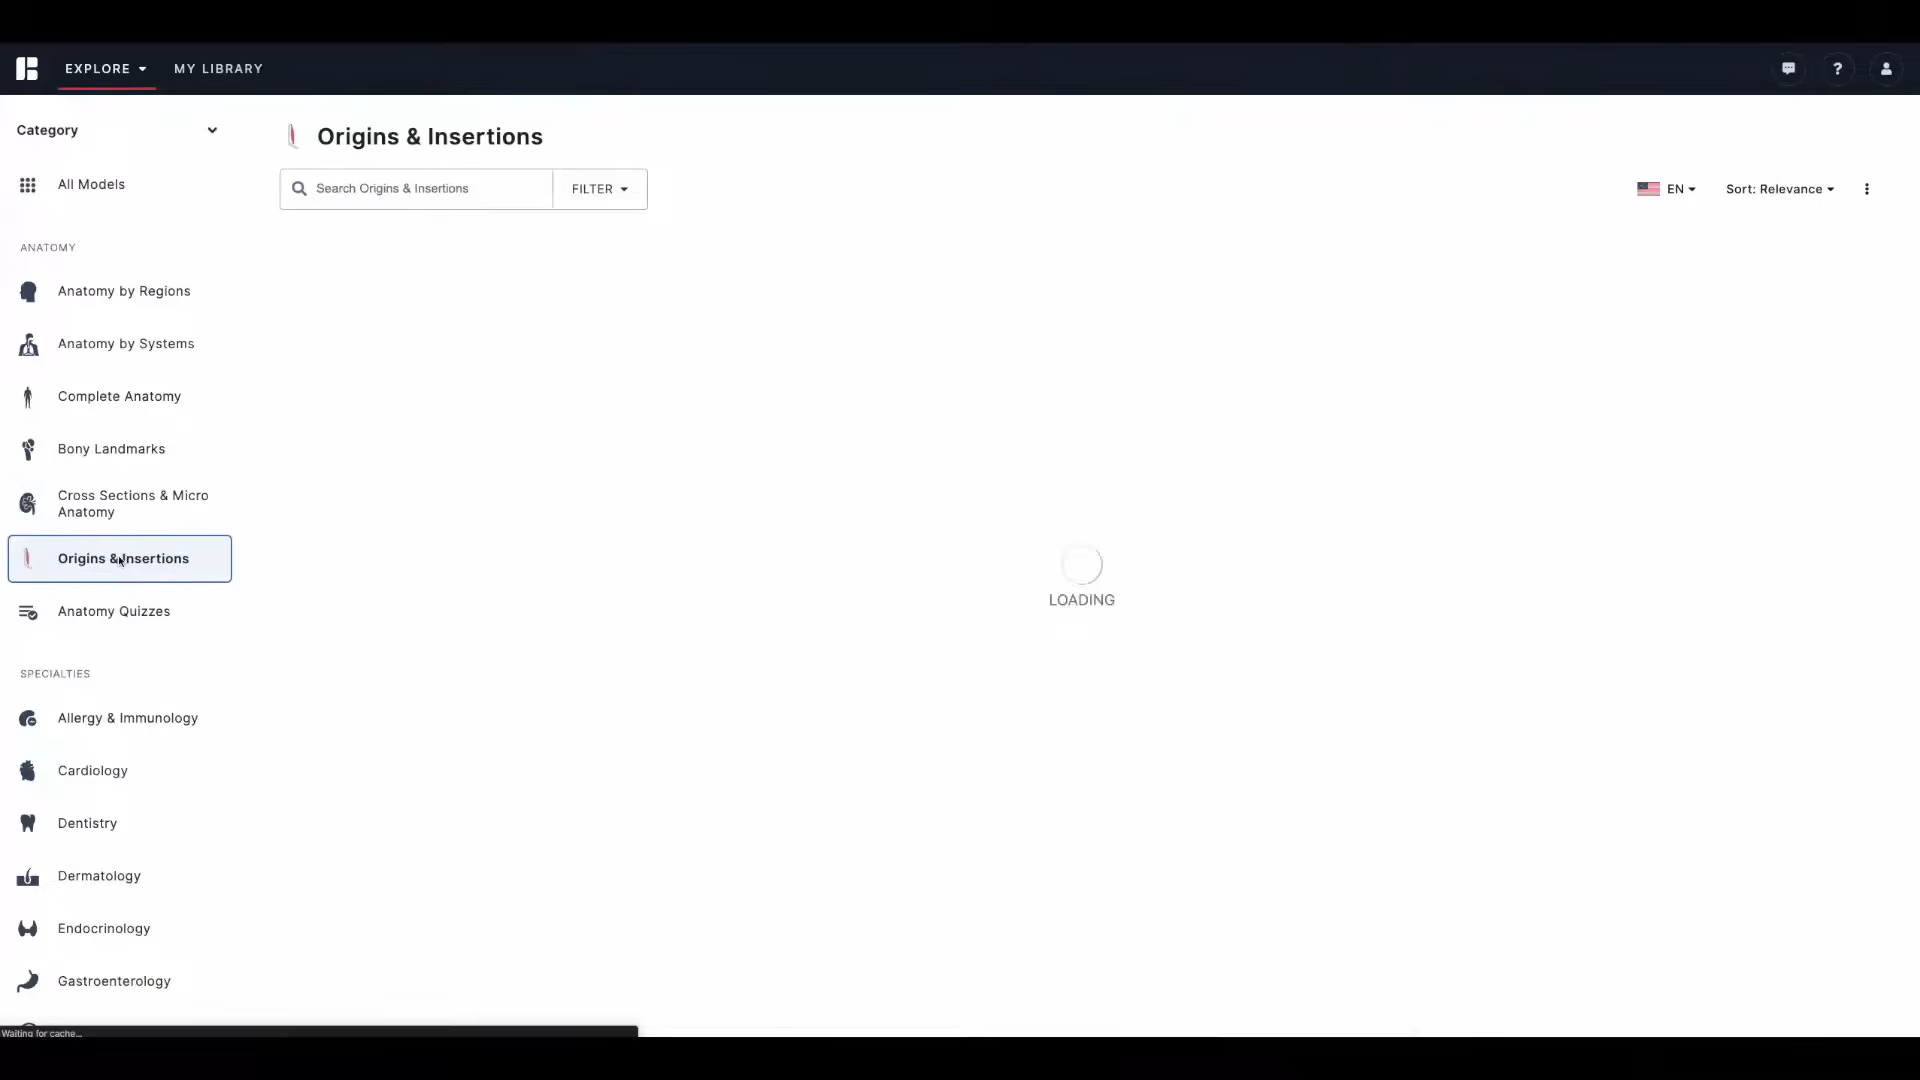 EXPLORE
MY LIBRARY
?
Category
Origins & Insertions
All Models
Search Origins & Insertions
FILTER
EN
Sort: Relevance
ANATOMY
Anatomy by Regions
Anatomy by Systems
Complete Anatomy
Bony Landmarks
Cross Sections & Micro
Anatomy
Origins & Insertions
LOADING
Anatomy Quizzes
SPECIALTIES
Allergy & Immunology
Cardiology
Dentistry
Dermatology
Endocrinology
Gastroenterology
Waiting for cache...